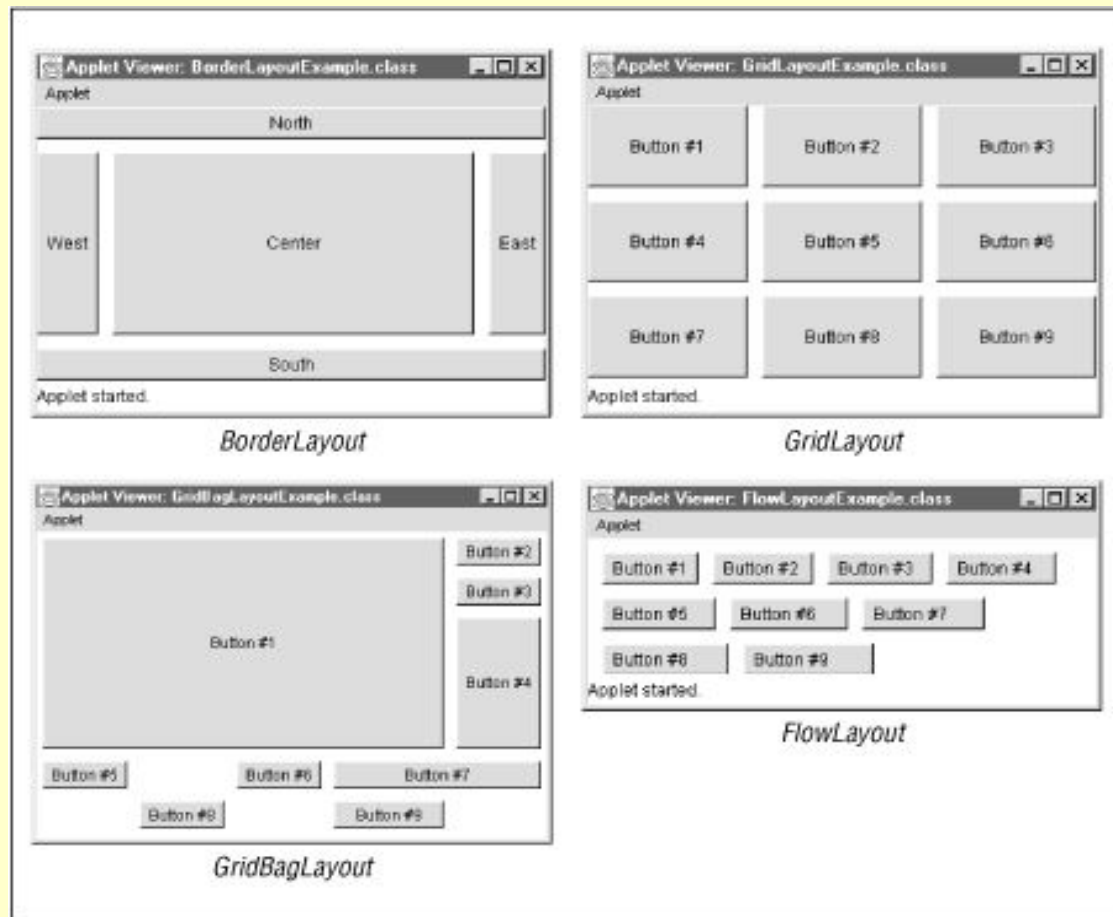 Applet Viewer: BorderLayoutExample.class
Applet
North
West
Center
East
South
Applet started.
BorderLayout
Applet Viewer: GridLayoutExample.class
Applet
Button #1
Button #2
Button #3
Button #4
Button #5
Button #6
Button #7
Button #8
Button #9
Applet started.
GridLayout
Applet Viewer: GridBagLayoutExample.class
Applet
Button #1
Button #2
Button #3
Button #4
Button #5
Button #6
Button #7
Button #8
Button #9
GridBagLayout
Applet Viewer: FlowLayoutExample.class
Applet
Button #1
Button #2
Button #3
Button #4
Button #5
Button #6
Button #7
Button #8
Button #9
Applet started.
FlowLayout